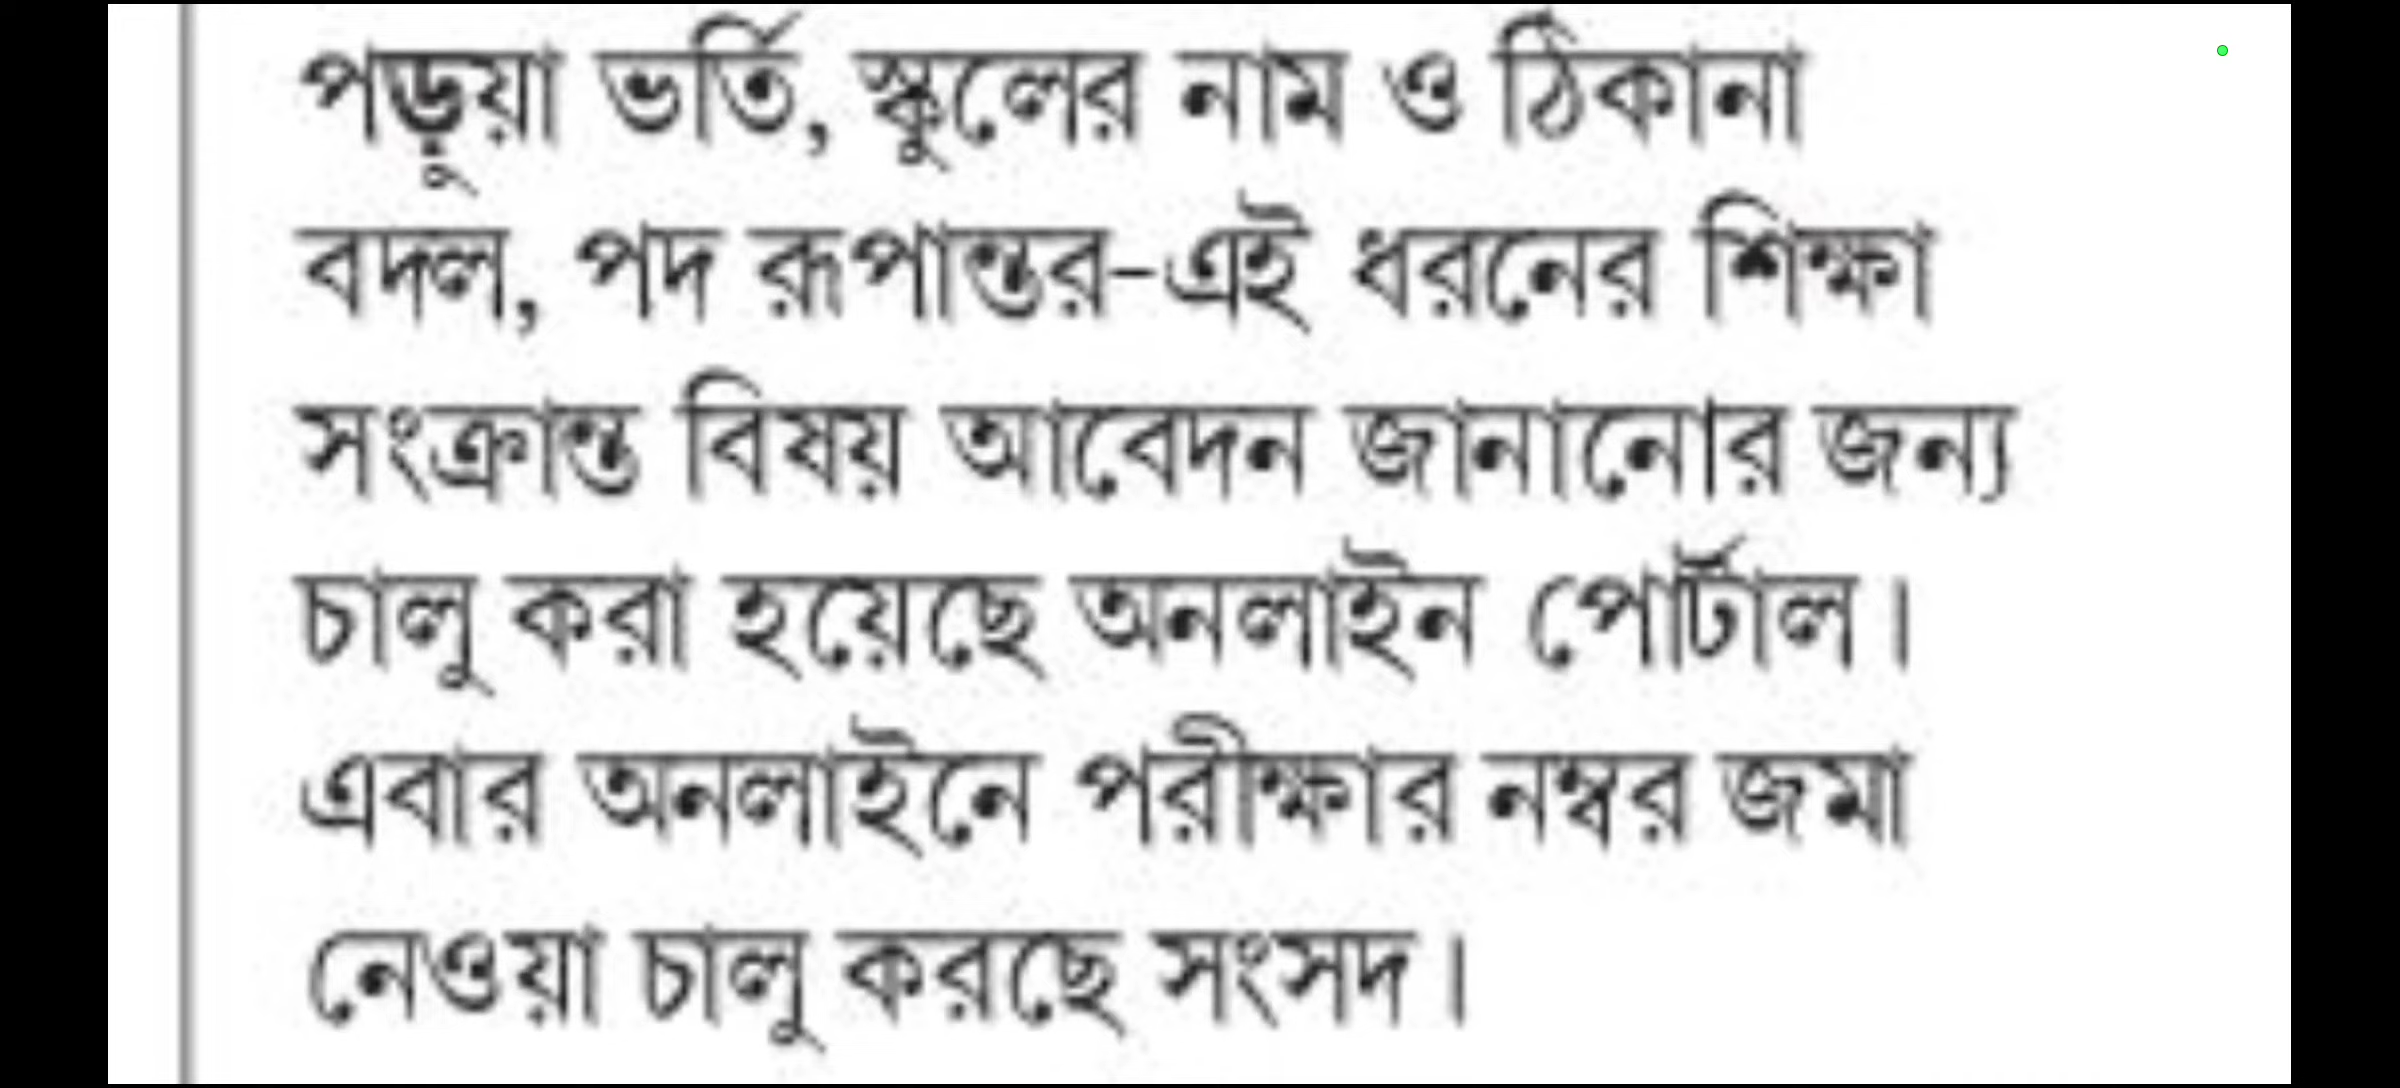 পড়ুয়া ভর্তি, স্কুলের নাম ও ঠিকানা
বদল, পদ রূপান্তর-এই ধরনের শিক্ষা
সংক্রান্ত বিষয় আবেদন জানানোর জন্য
চালু করা হয়েছে অনলাইন পোর্টাল।
এবার অনলাইনে পরীক্ষার নম্বর জমা
নেওয়া চালু করছে সংসদ।